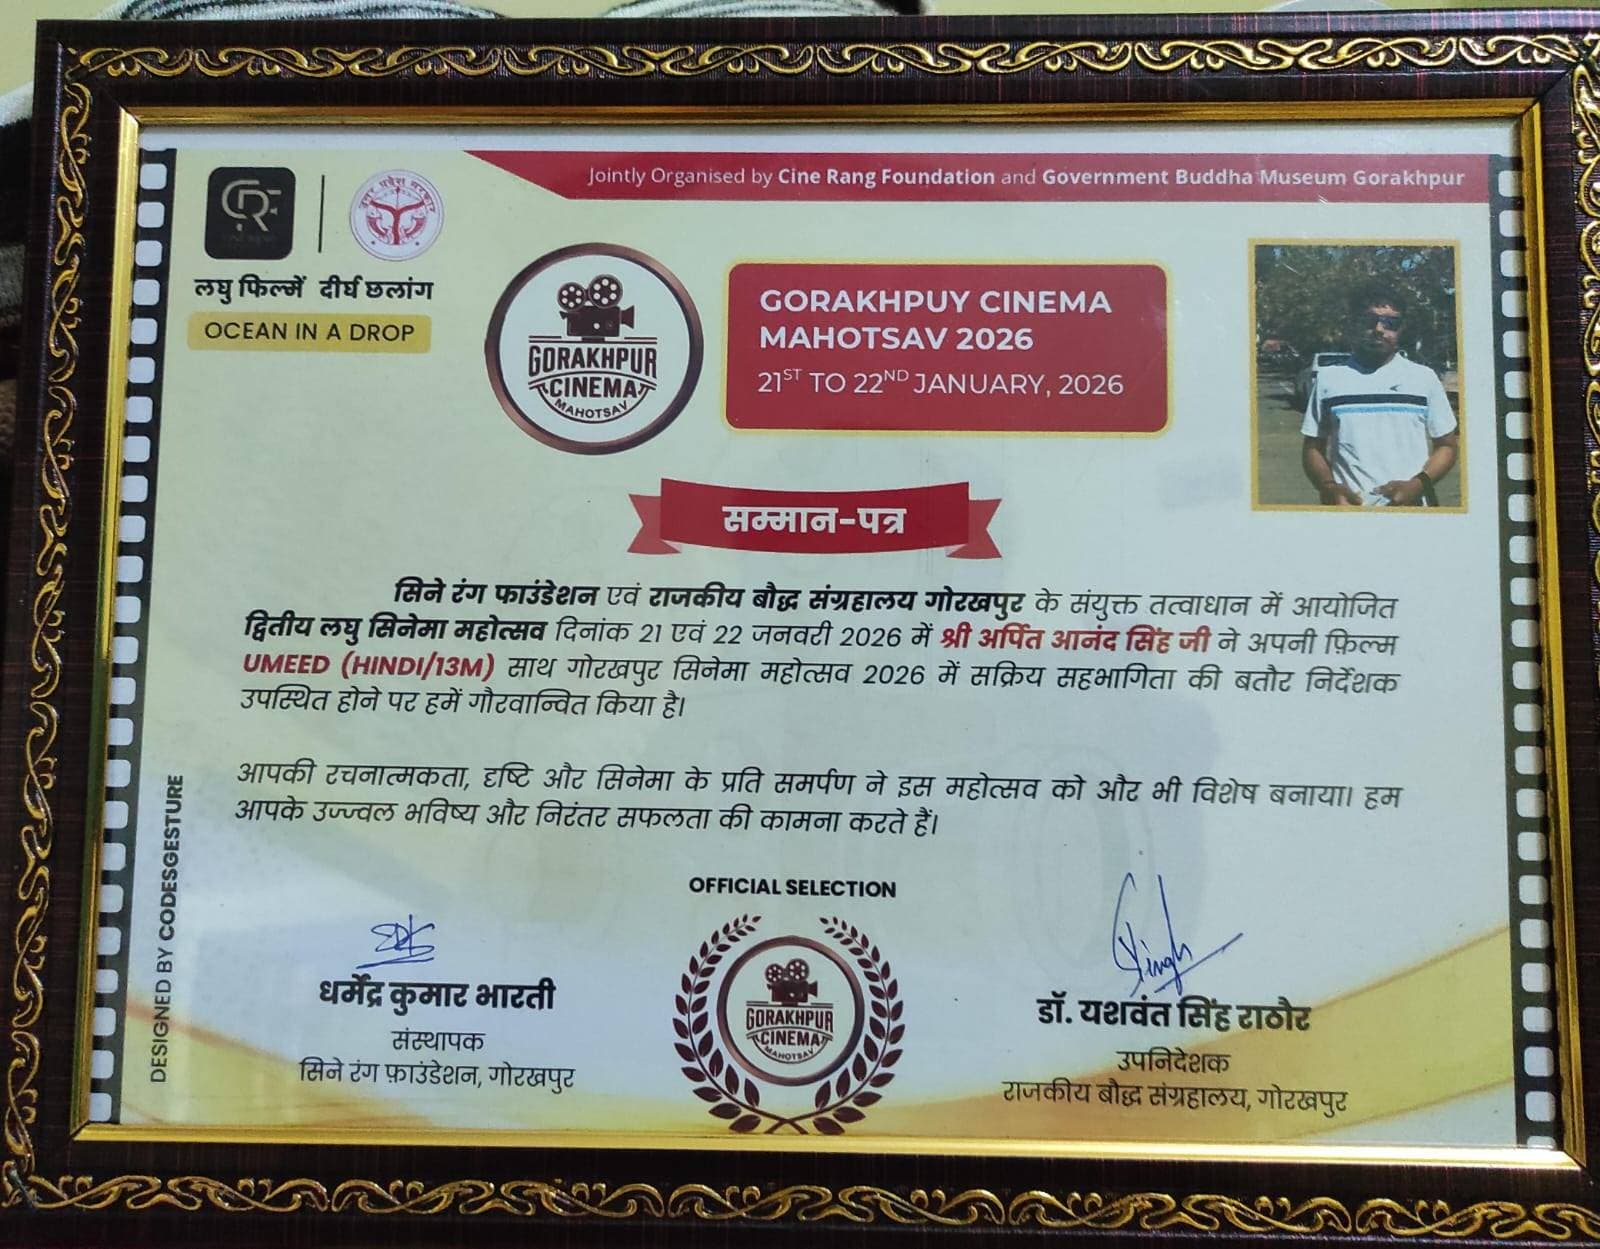 Jointly Organised by Cine Rang Foundation and Government Buddha Museum Gorakhpur
CRF
उत्तर प्रदेश सरकार
लघु फिल्में दीर्घ छलांग
OCEAN IN A DROP
GORAKHPUR
CINEMA
MAHOTSAV
GORAKHPUY CINEMA
MAHOTSAV 2026
21ST TO 22ND JANUARY, 2026
सम्मान-पत्र
सिने रंग फाउंडेशन एवं राजकीय बौद्ध संग्रहालय गोरखपुर के संयुक्त तत्वाधान में आयोजित
द्वितीय लघु सिनेमा महोत्सव दिनांक 21 एवं 22 जनवरी 2026 में श्री अर्पित आनंद सिंह जी ने अपनी फ़िल्म
UMEED (HINDI/13M) साथ गोरखपुर सिनेमा महोत्सव 2026 में सक्रिय सहभागिता की बतौर निर्देशक
उपस्थित होने पर हमें गौरवान्वित किया है।
आपकी रचनात्मकता, दृष्टि और सिनेमा के प्रति समर्पण ने इस महोत्सव को और भी विशेष बनाया। हम
आपके उज्ज्वल भविष्य और निरंतर सफलता की कामना करते हैं।
DESIGNED BY CODESGESTURE
OFFICIAL SELECTION
GORAKHPUR
CINEMA
MAHOTSAV
धर्मेंद्र कुमार भारती
संस्थापक
सिने रंग फ़ाउंडेशन, गोरखपुर
डॉ. यशवंत सिंह राठौर
उपनिदेशक
राजकीय बौद्ध संग्रहालय, गोरखपुर